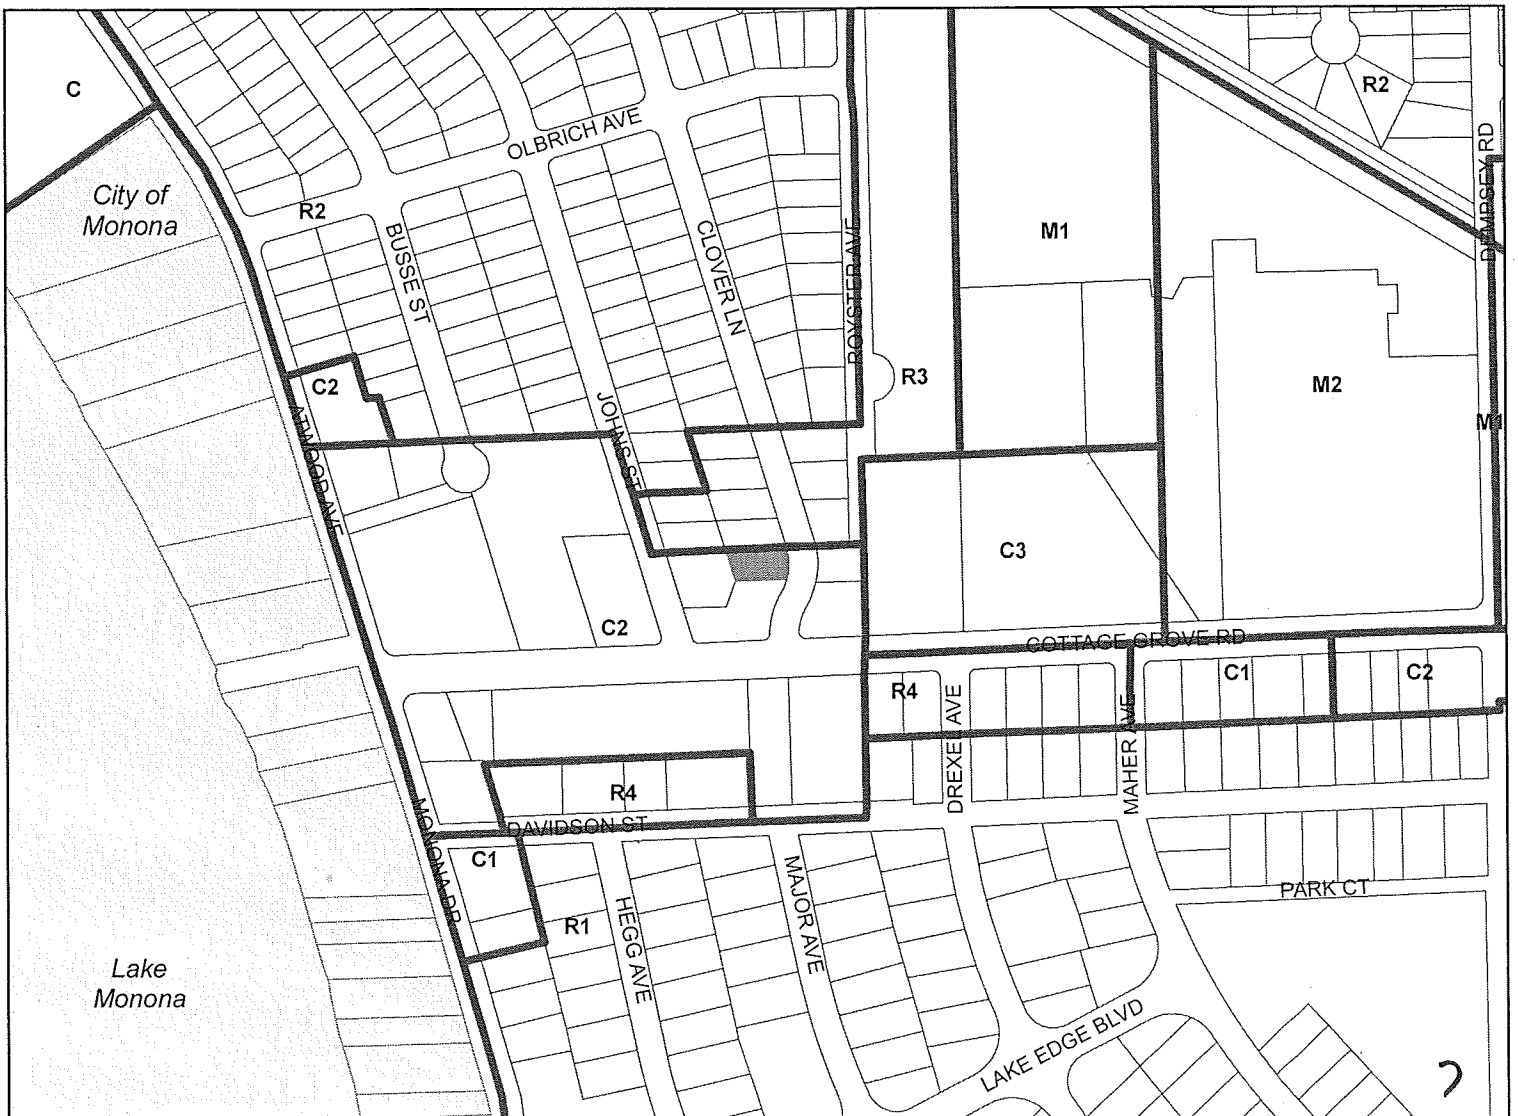 C
R2
City of
Monona
OLBRICH AVE
DEMPSEY RD
R2
BUSSE ST
CLOVER LN
ROYSTER AVE
M1
R3
C2
M2
JOHNS ST
ATWOOD AVE
M1
C3
C2
COTTAGE GROVE RD
R4
C1
C2
DREXEL AVE
MAHER AVE
R4
DAVIDSON ST
MONONA DR
C1
PARK CT
R1
HEGG AVE
MAJOR AVE
Lake
Monona
LAKE EDGE BLVD